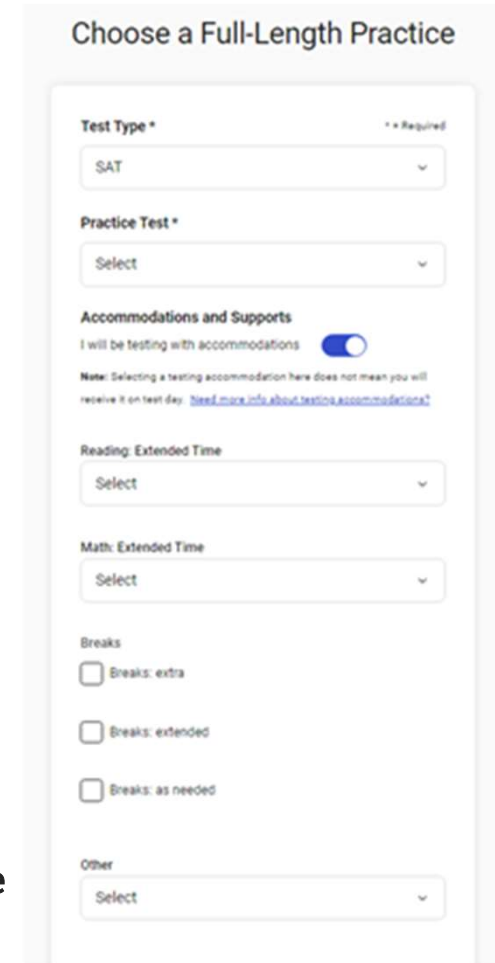 Choose a Full-Length Practice
Test Type * * = Required
SAT
Practice Test *
Select
Accommodations and Supports
I will be testing with accommodations
Note: Selecting a testing accommodation here does not mean you will
receive it on test day. Need more info about testing accommodations?
Reading: Extended Time
Select
Math: Extended Time
Select
Breaks
Breaks: extra
Breaks: extended
Breaks: as needed
Other
e
Select